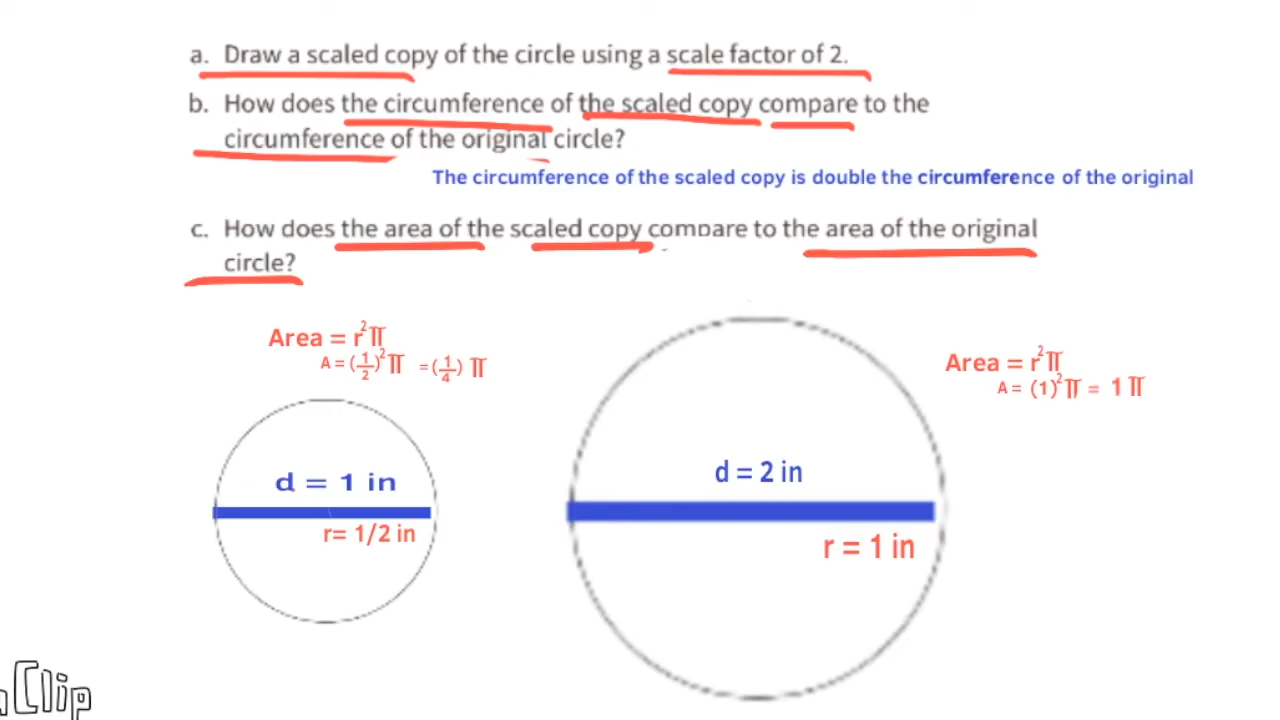 a. Draw a scaled copy of the circle using a scale factor of 2.
b. How does the circumference of the scaled copy compare to the
circumference of the original circle?
The circumference of the scaled copy is double the circumference of the original
c. How does the area of the scaled copy compare to the area of the original
circle?
Area = r²π
A = (1/2)²π = (1/4) π
Area = r²π
A = (1)²π = 1π
d = 1 in
r= 1/2 in
d = 2 in
r = 1 in
Clip